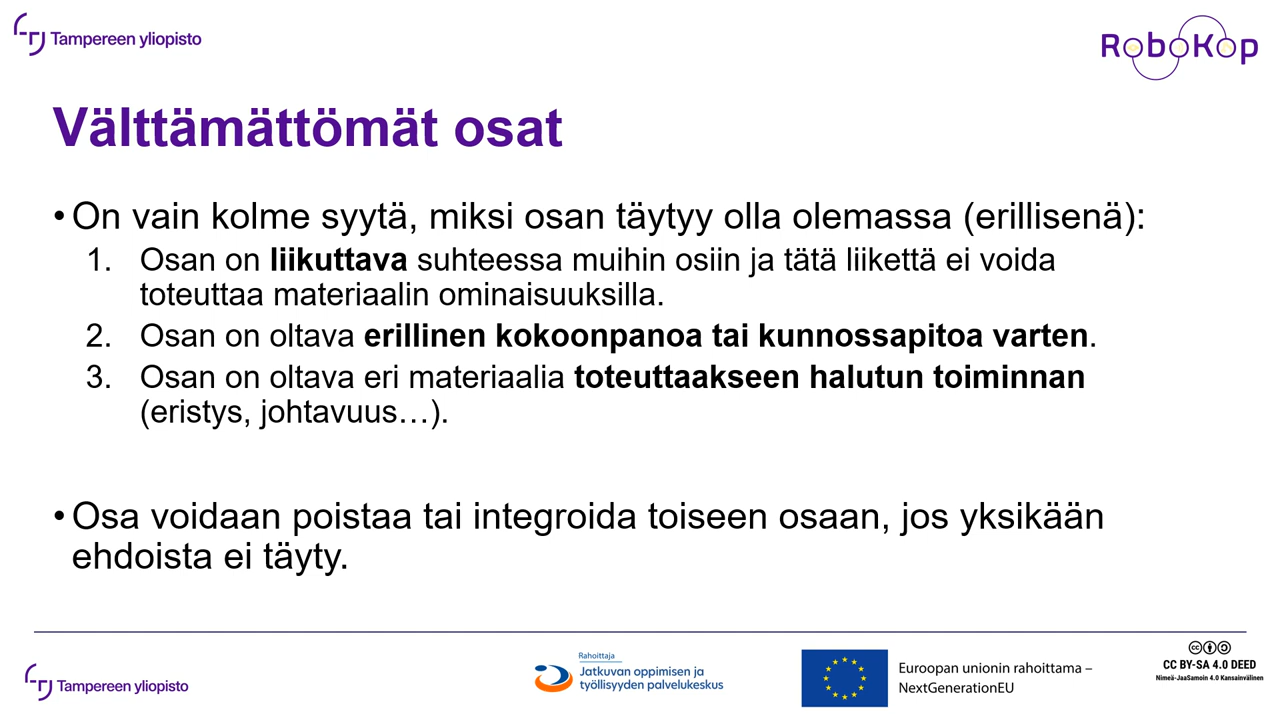 Tampereen yliopisto
RoboKop
Välttämättömät osat
• On vain kolme syytä, miksi osan täytyy olla olemassa (erillisenä):
1. Osan on liikuttava suhteessa muihin osiin ja tätä liikettä ei voida
toteuttaa materiaalin ominaisuuksilla.
2. Osan on oltava erillinen kokoonpanoa tai kunnossapitoa varten.
3. Osan on oltava eri materiaalia toteuttaakseen halutun toiminnan
(eristys, johtavuus…).
• Osa voidaan poistaa tai integroida toiseen osaan, jos yksikään
ehdoista ei täyty.
Tampereen yliopisto
Rahoittaja
Jatkuvan oppimisen ja
työllisyyden palvelukeskus
Euroopan unionin rahoittama –
NextGenerationEU
CC BY-SA 4.0 DEED
Nimeä-JaaSamoin 4.0 Kansainvälinen